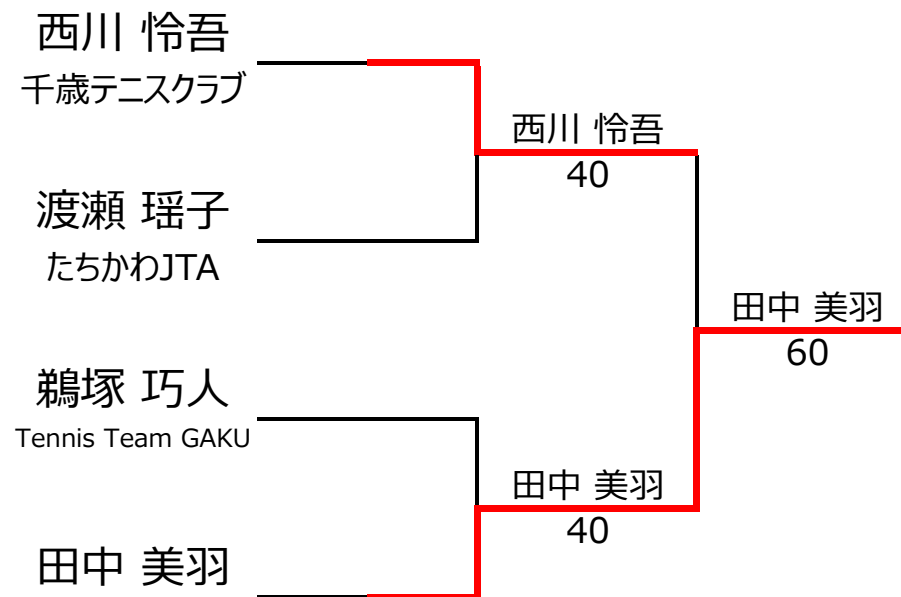 西川 怜吾
千歳テニスクラブ
西川 怜吾
40
渡瀬 瑶子
たちかわJTA
田中 美羽
60
鵜塚 巧人
Tennis Team GAKU
田中 美羽
40
田中 美羽